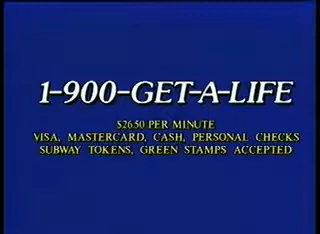 1-900-GET-A-LIFE
$26.50 PER MINUTE
VISA, MASTERCARD, CASH, PERSONAL CHECKS
SUBWAY TOKENS, GREEN STAMPS ACCEPTED